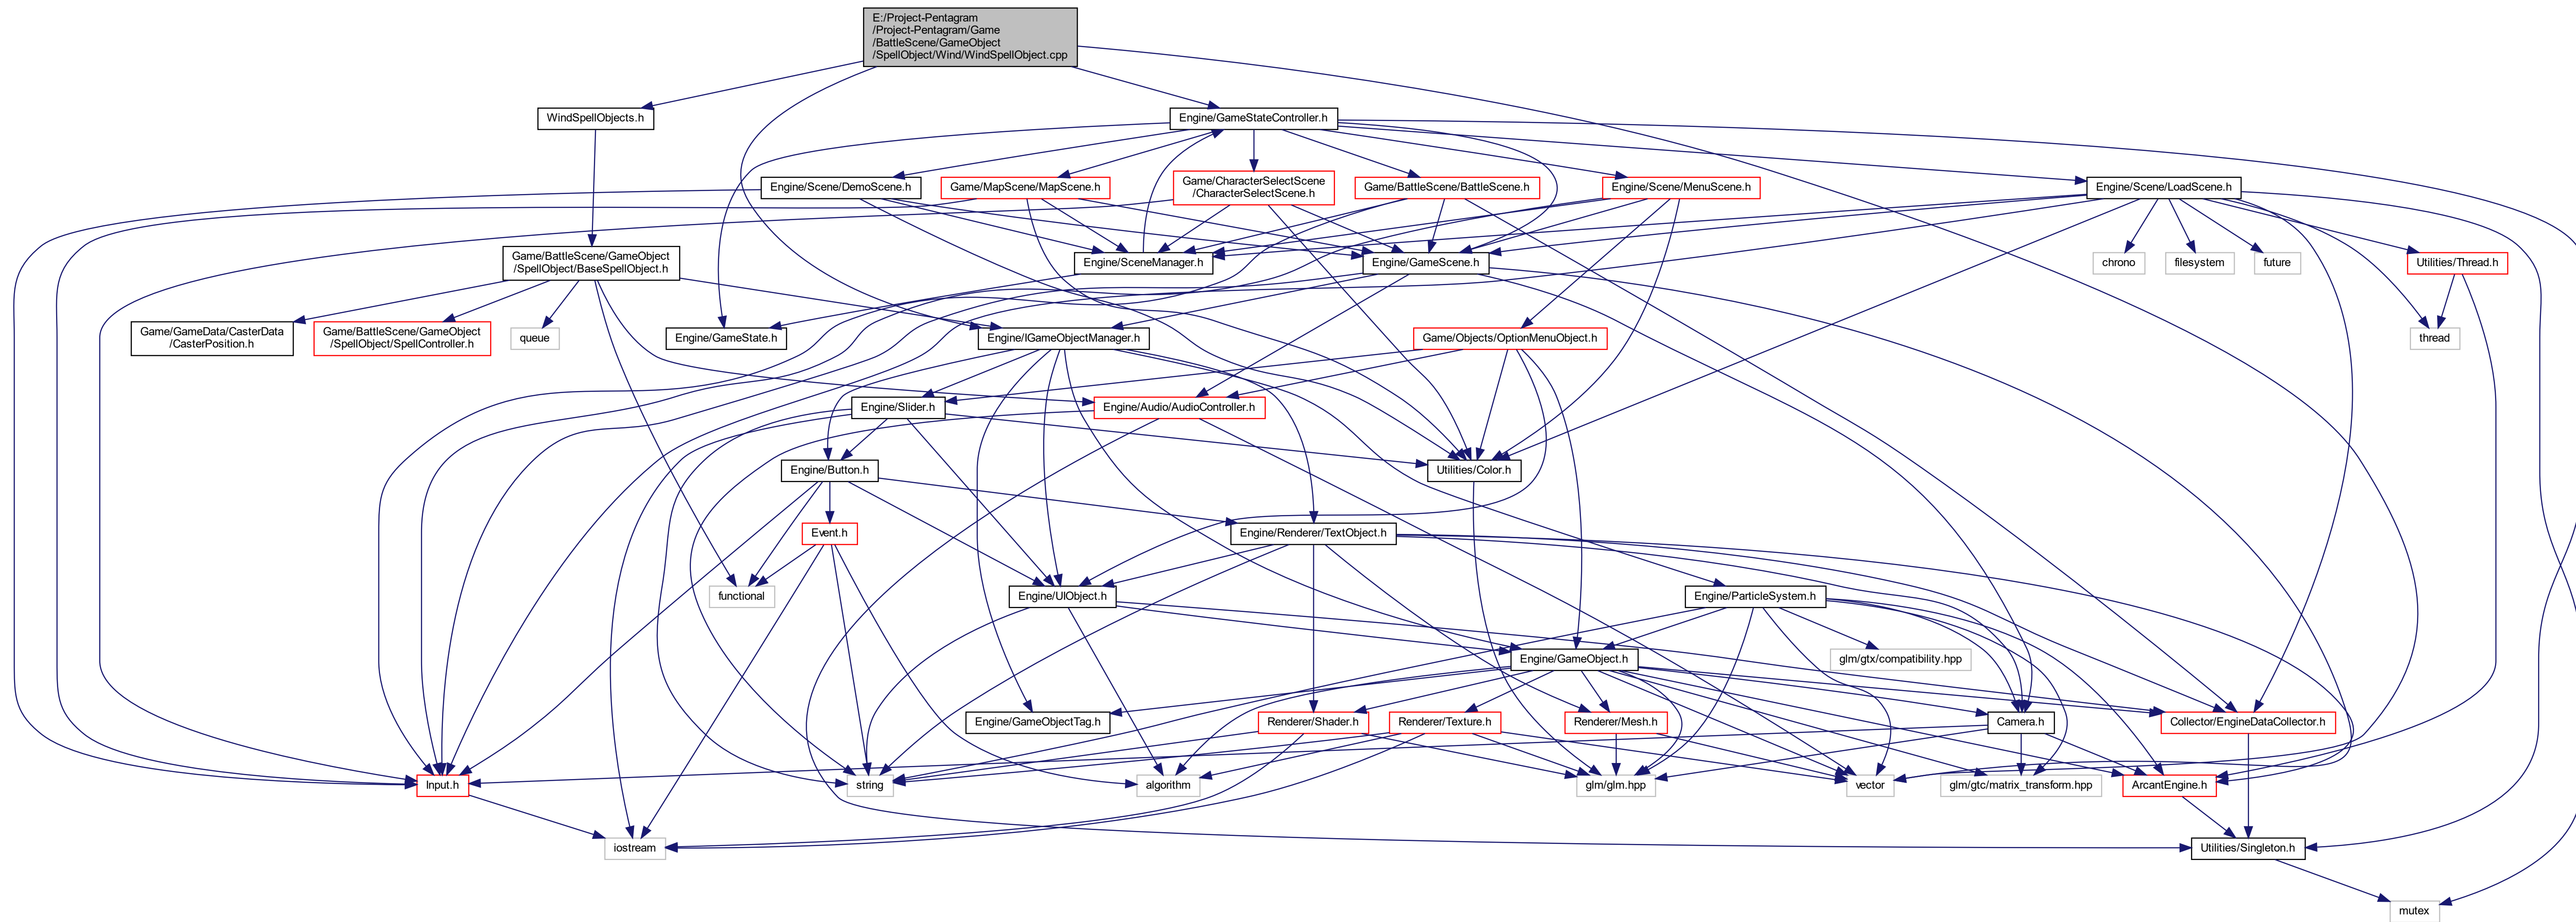 E:/Project-Pentagram
/Project-Pentagram/Game
/BattleScene/GameObject
/SpellObject/Wind/WindSpellObject.cpp
WindSpellObjects.h
Engine/GameStateController.h
Engine/Scene/DemoScene.h
Game/MapScene/MapScene.h
Game/CharacterSelectScene
/CharacterSelectScene.h
Game/BattleScene/BattleScene.h
Engine/Scene/MenuScene.h
Engine/Scene/LoadScene.h
Game/BattleScene/GameObject
/SpellObject/BaseSpellObject.h
Engine/SceneManager.h
Engine/GameScene.h
chrono
filesystem
future
Utilities/Thread.h
Game/GameData/CasterData
/CasterPosition.h
Game/BattleScene/GameObject
/SpellObject/SpellController.h
queue
Engine/GameState.h
Engine/IGameObjectManager.h
Game/Objects/OptionMenuObject.h
thread
Engine/Slider.h
Engine/Audio/AudioController.h
Engine/Button.h
Utilities/Color.h
Event.h
Engine/Renderer/TextObject.h
functional
Engine/UIObject.h
Engine/ParticleSystem.h
Engine/GameObject.h
glm/gtx/compatibility.hpp
Engine/GameObjectTag.h
Renderer/Shader.h
Renderer/Texture.h
Renderer/Mesh.h
Camera.h
Collector/EngineDataCollector.h
Input.h
string
algorithm
glm/glm.hpp
vector
glm/gtc/matrix_transform.hpp
ArcantEngine.h
iostream
Utilities/Singleton.h
mutex